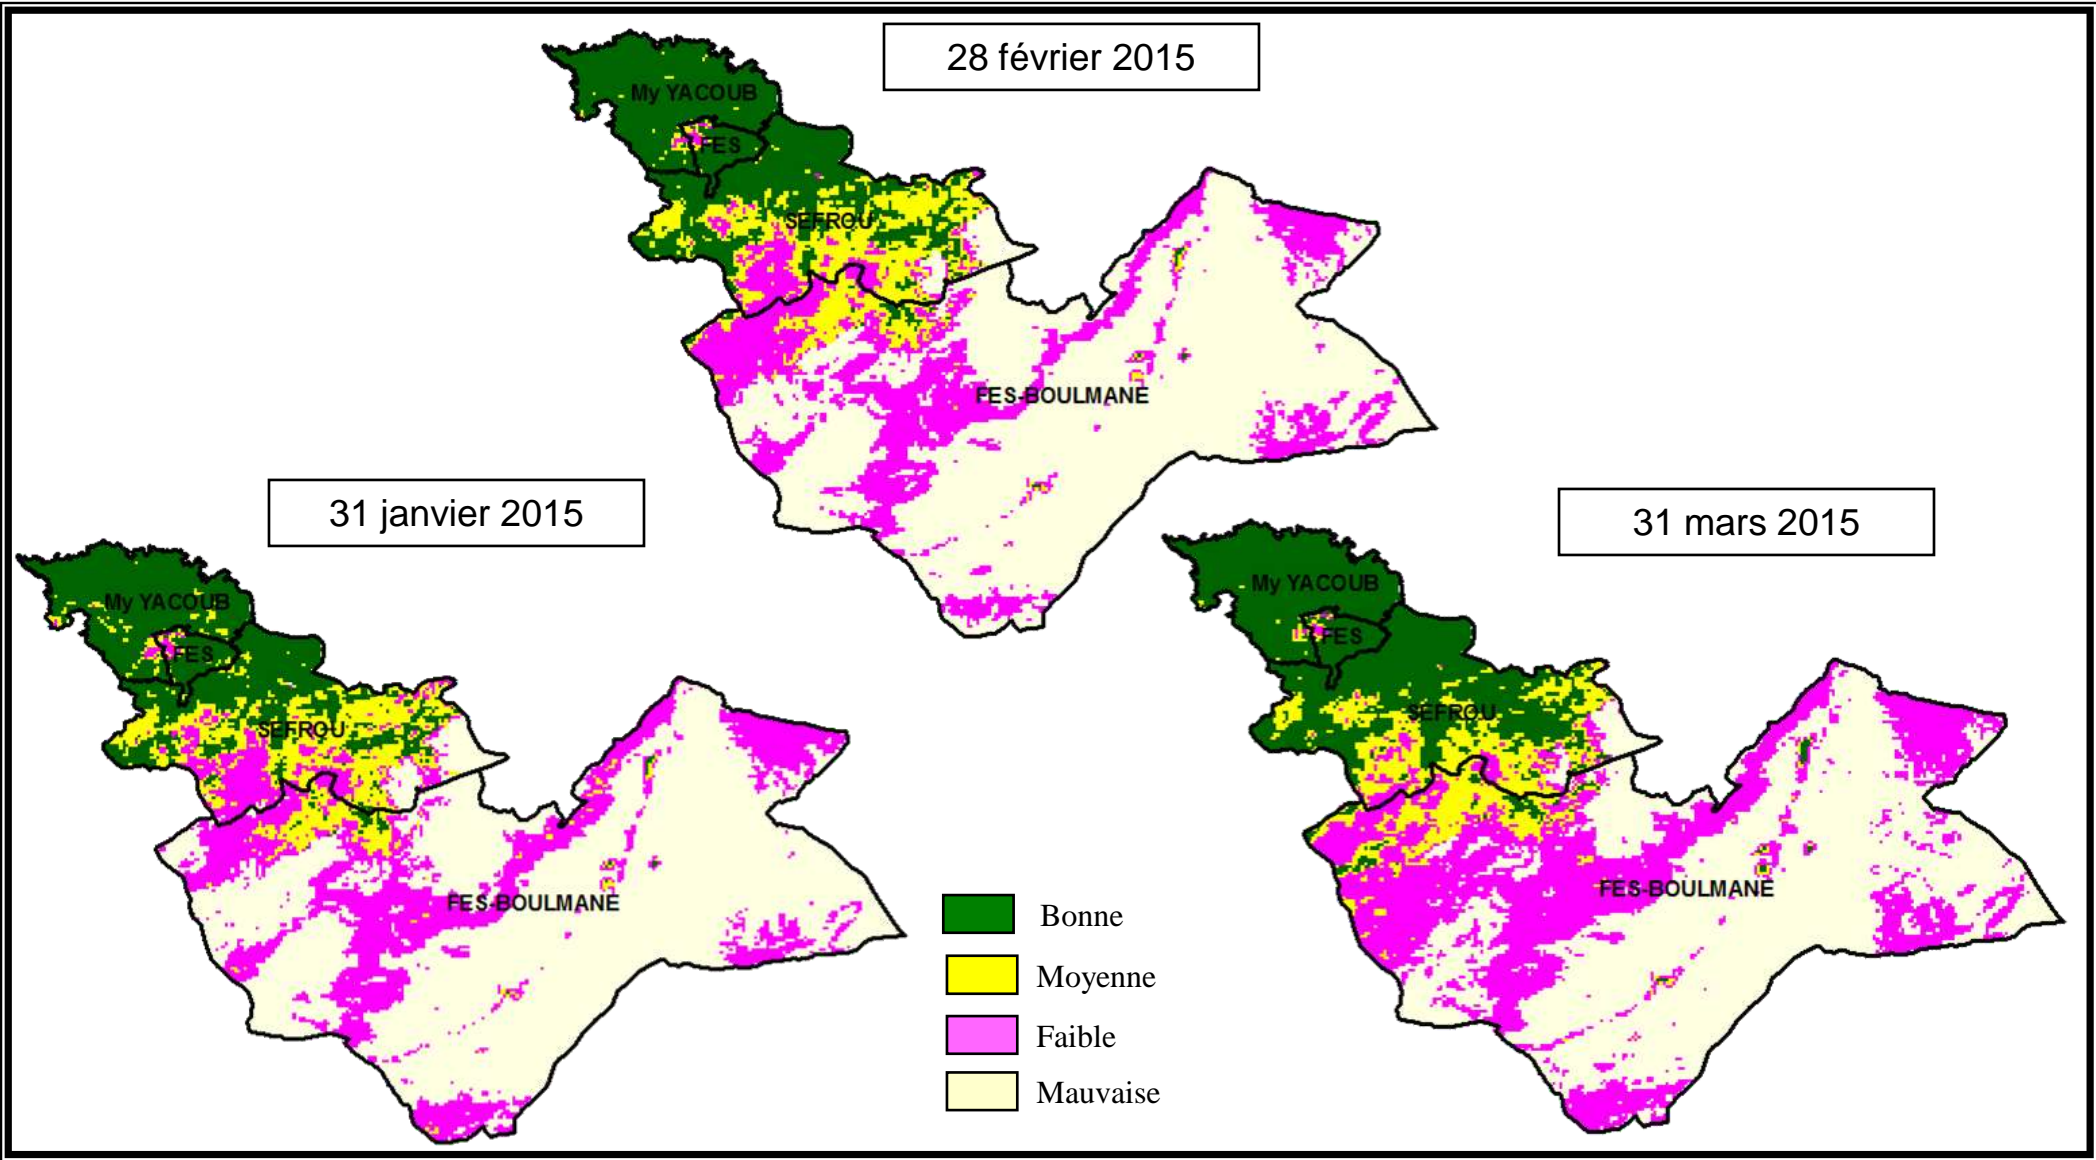 28 février 2015
My YACOUB
FES
SEFROU
FES-BOULMANE
31 janvier 2015
My YACOUB
FES
SEFROU
FES-BOULMANE
31 mars 2015
My YACOUB
FES
SEFROU
FES-BOULMANE
Bonne
Moyenne
Faible
Mauvaise